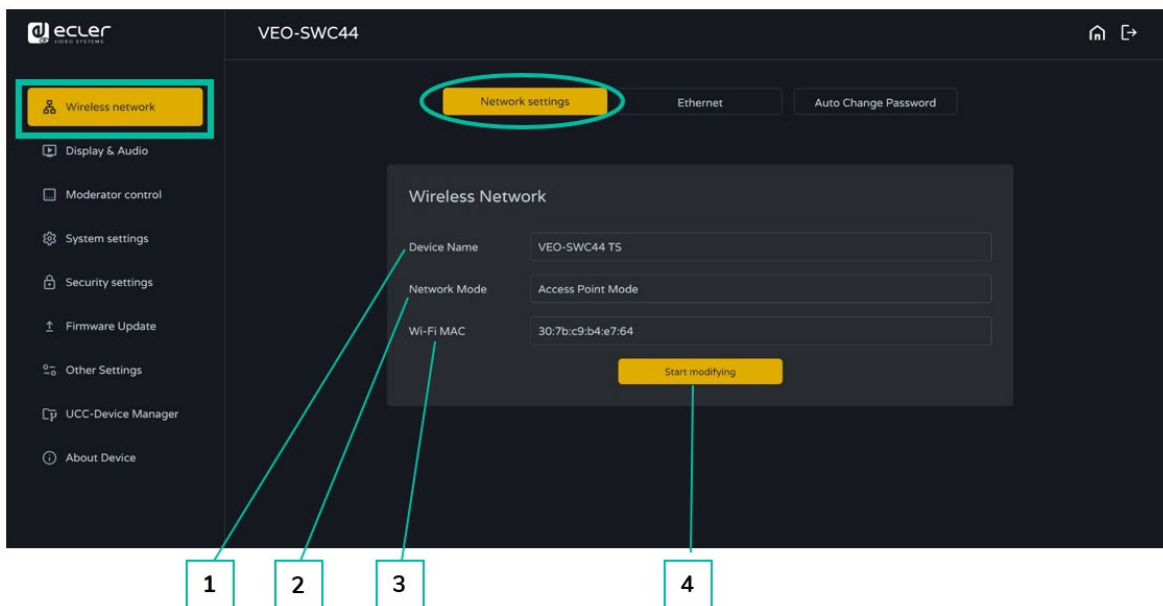 ecler
VIDEO SYSTEMS
VEO-SWC44
Wireless network
Display & Audio
Moderator control
System settings
Security settings
Firmware Update
Other Settings
UCC-Device Manager
About Device
Network settings
Ethernet
Auto Change Password
Wireless Network
Device Name
VEO-SWC44 TS
Network Mode
Access Point Mode
Wi-Fi MAC
30:7b:c9:b4:e7:64
Start modifying
1
2
3
4